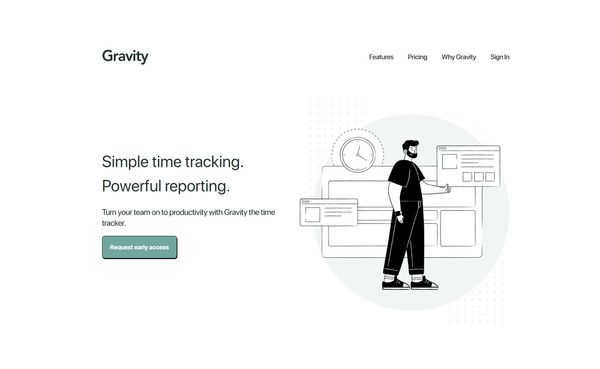 Gravity
Features Pricing Why Gravity Sign In
Simple time tracking.
Powerful reporting.
Turn your team on to productivity with Gravity the time
tracker.
Request early access